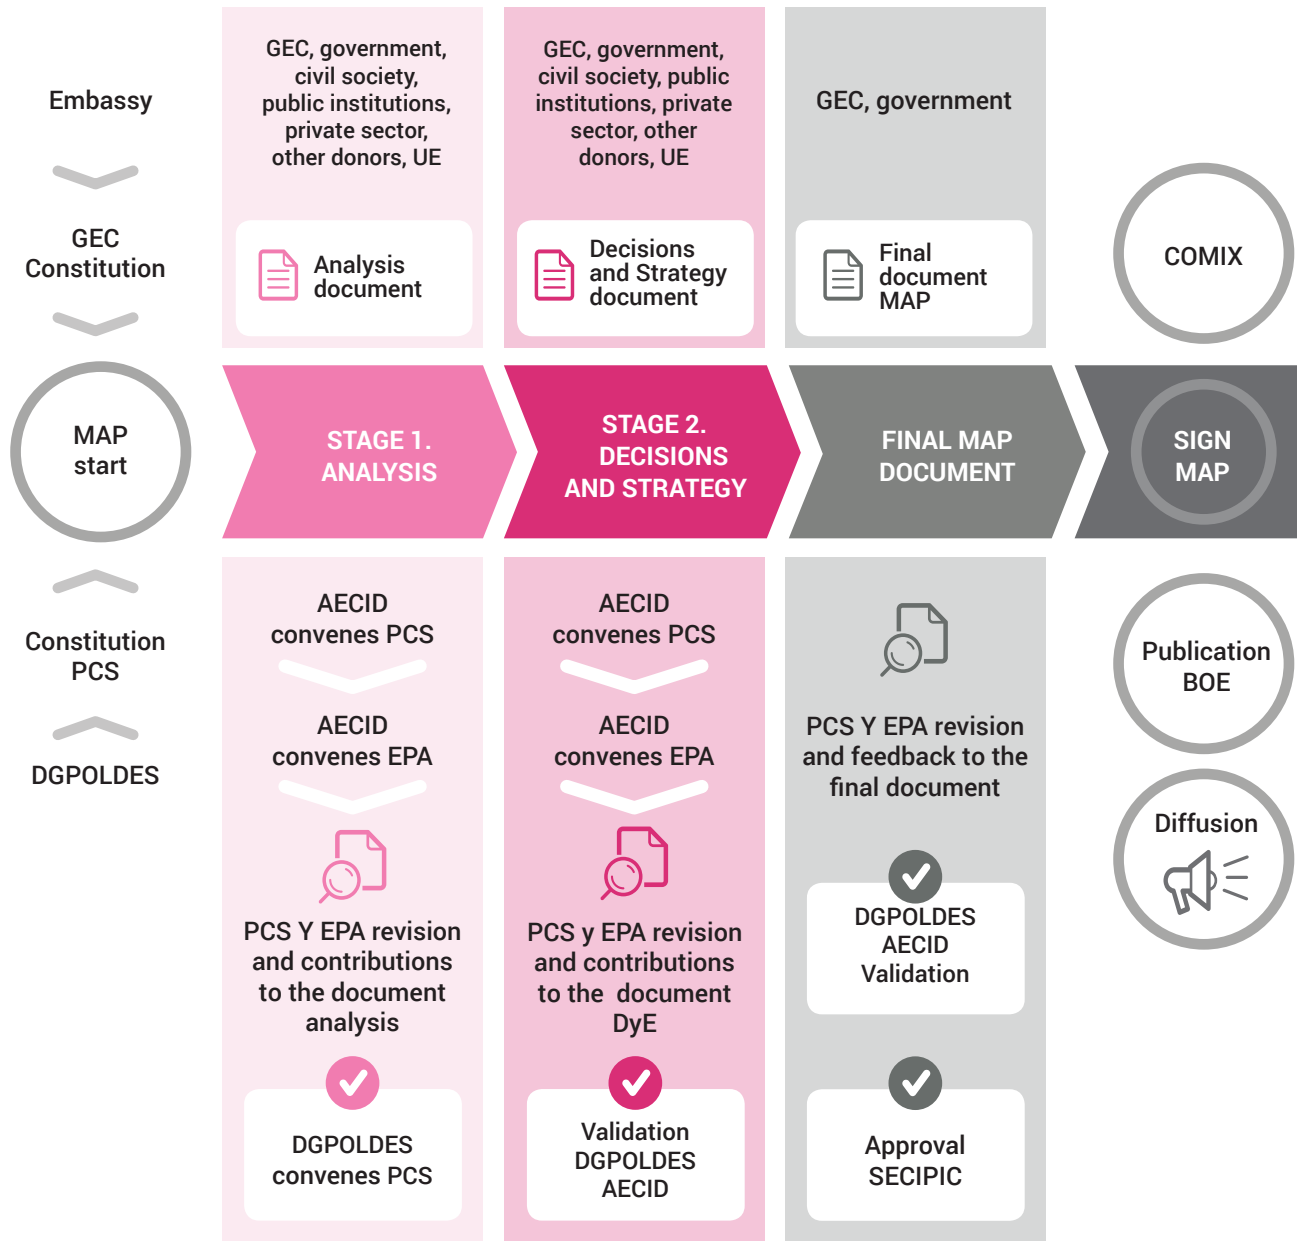 Embassy
GEC
Constitution
MAP
start
Constitution
PCS
DGPOLDES
GEC, government,
civil society,
public institutions,
private sector,
other donors, UE
Analysis
document
STAGE 1.
ANALYSIS
AECID
convenes PCS
AECID
convenes EPA
PCS Y EPA revision
and contributions
to the document
analysis
DGPOLDES
convenes PCS
GEC, government,
civil society, public
institutions, private
sector, other
donors, UE
Decisions
and Strategy
document
STAGE 2.
DECISIONS
AND STRATEGY
AECID
convenes PCS
AECID
convenes EPA
PCS y EPA revision
and contributions
to the document
DyE
Validation
DGPOLDES
AECID
GEC, government
Final
document
MAP
FINAL MAP
DOCUMENT
PCS Y EPA revision
and feedback to the
final document
DGPOLDES
AECID
Validation
Approval
SECIPIC
COMIX
SIGN
MAP
Publication
BOE
Diffusion